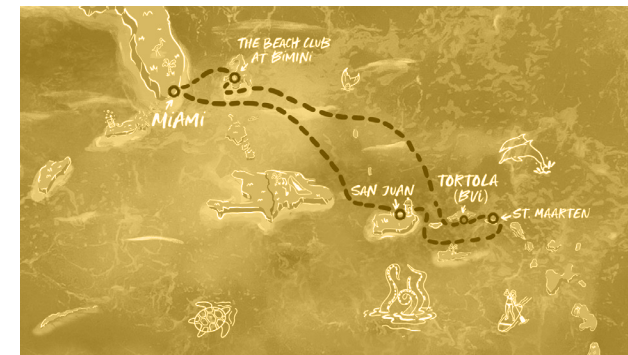 THE BEACH CLUB
AT BIMINI
MIAMI
SAN JUAN
TORTOLA
(BVI)
ST. MAARTEN